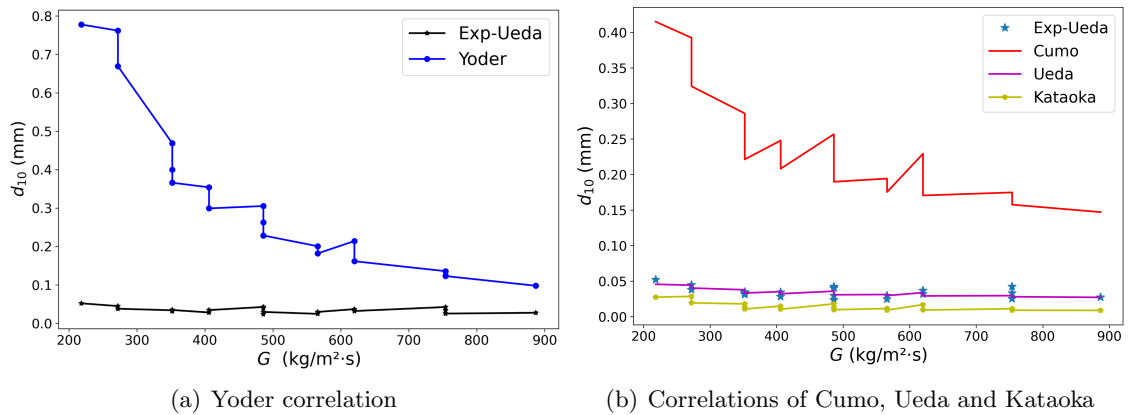 0.8
0.7
0.6
0.5
0.4
0.3
0.2
0.1
0.0
d10 (mm)
200 300 400 500 600 700 800 900
G (kg/m²·s)
Exp-Ueda
Yoder
(a) Yoder correlation
0.40
0.35
0.30
0.25
0.20
0.15
0.10
0.05
0.00
d10 (mm)
200 300 400 500 600 700 800 900
G (kg/m²·s)
Exp-Ueda
Cumo
Ueda
Kataoka
(b) Correlations of Cumo, Ueda and Kataoka